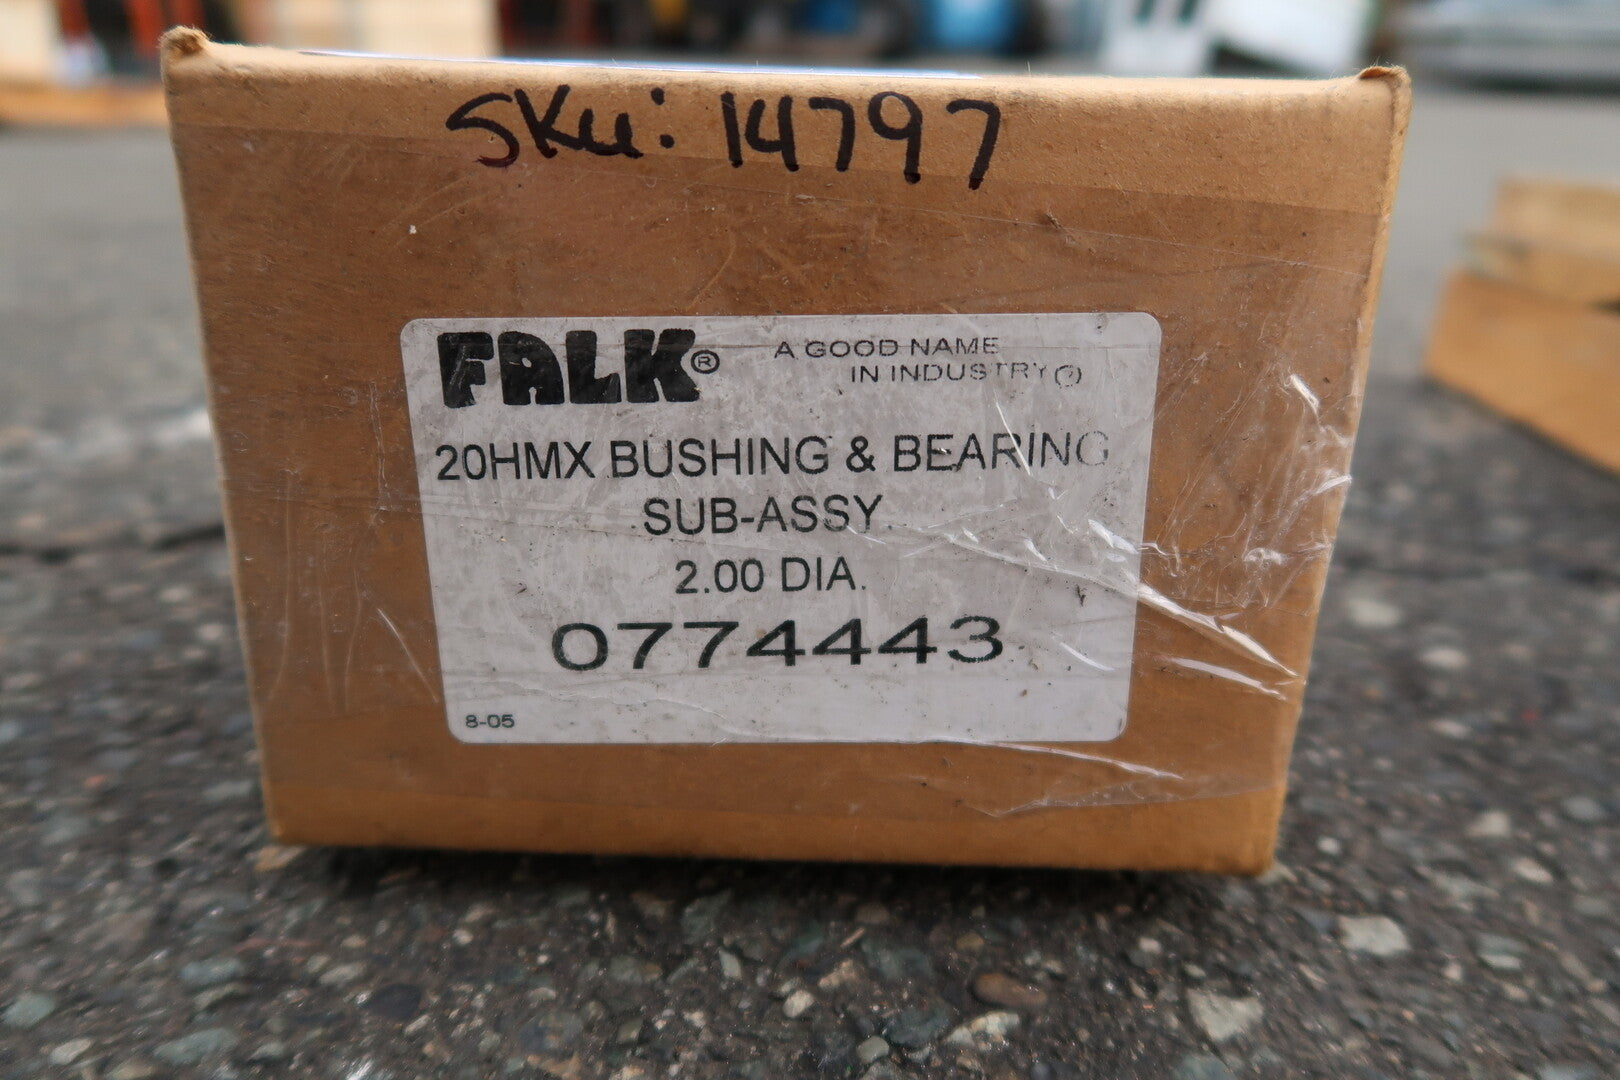 SKu: 14797
FALK® A GOOD NAME
IN INDUSTRY®
20HMX BUSHING & BEARING
SUB-ASSY.
2.00 DIA.
0774443
8-05